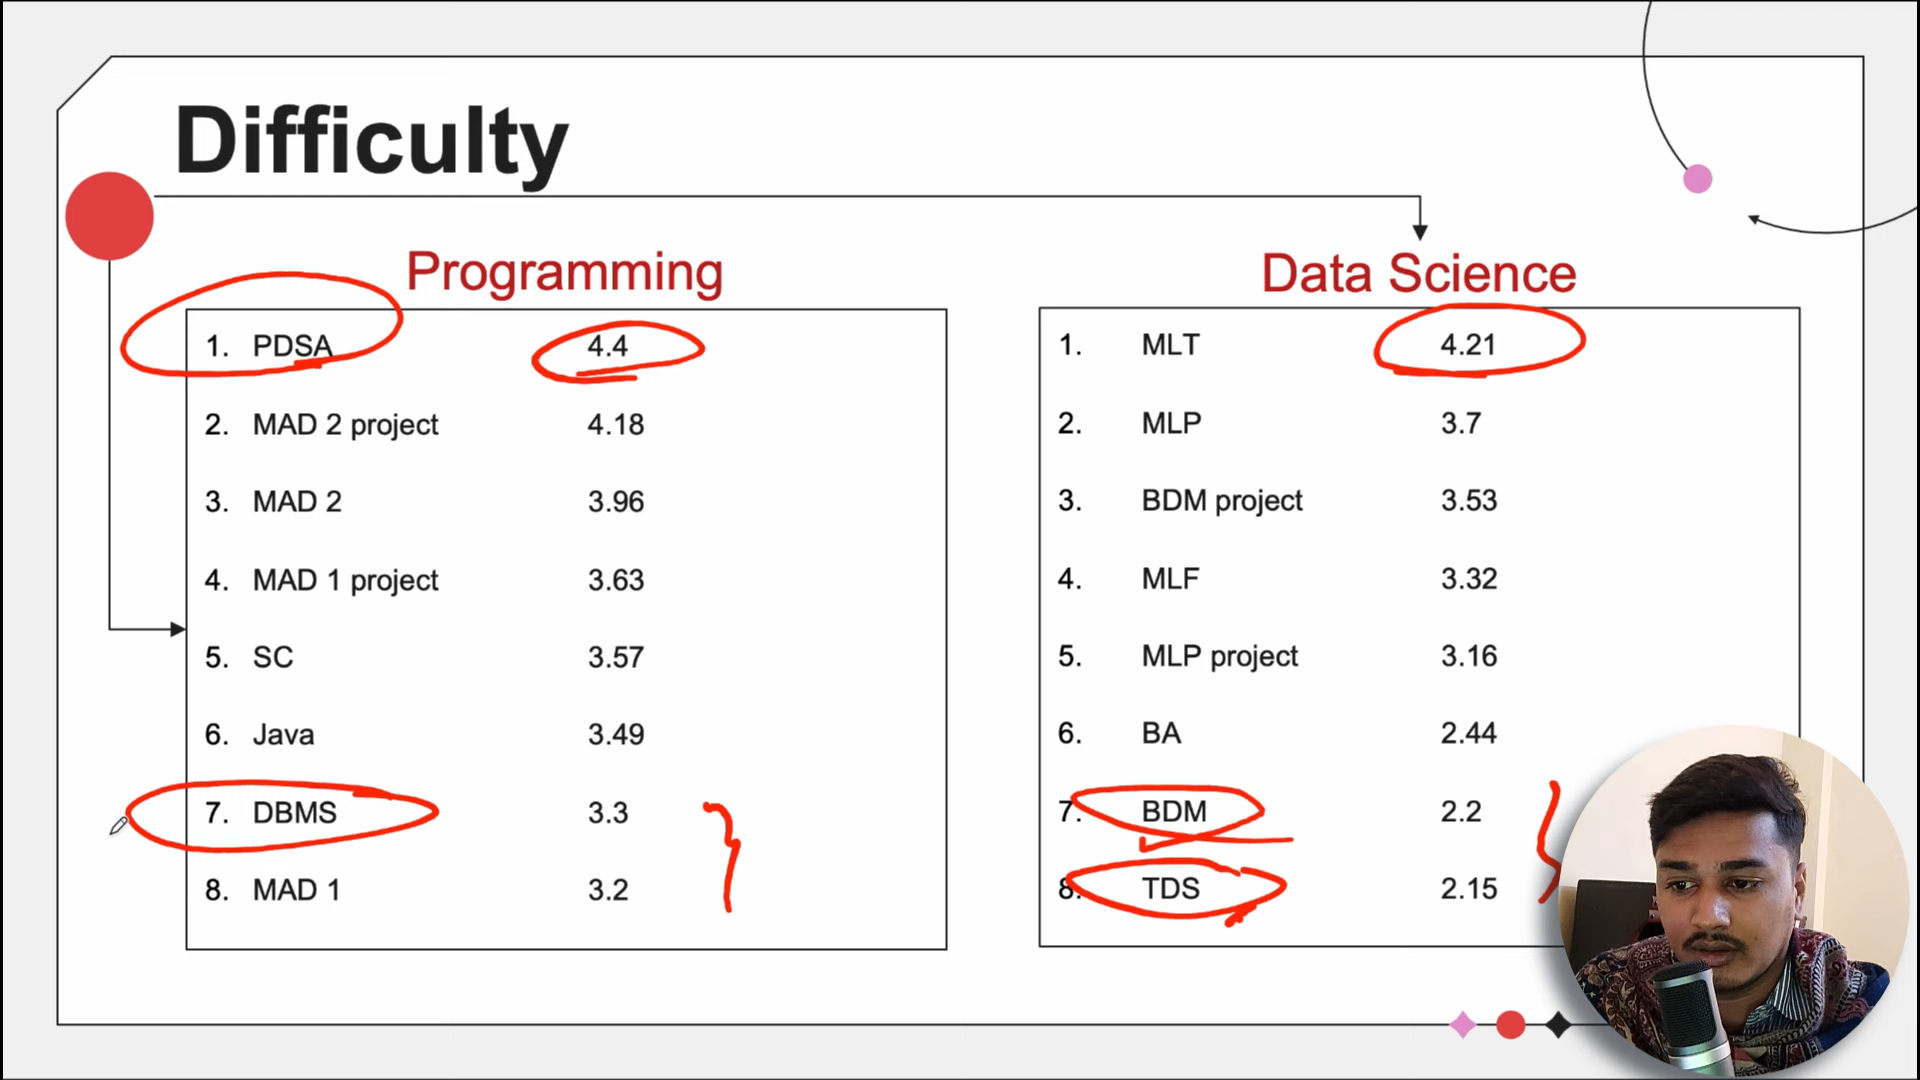 Difficulty
Programming
1. PDSA 4.4
2. MAD 2 project 4.18
3. MAD 2 3.96
4. MAD 1 project 3.63
5. SC 3.57
6. Java 3.49
7. DBMS 3.3
8. MAD 1 3.2
Data Science
1. MLT 4.21
2. MLP 3.7
3. BDM project 3.53
4. MLF 3.32
5. MLP project 3.16
6. BA 2.44
7. BDM 2.2
8. TDS 2.15